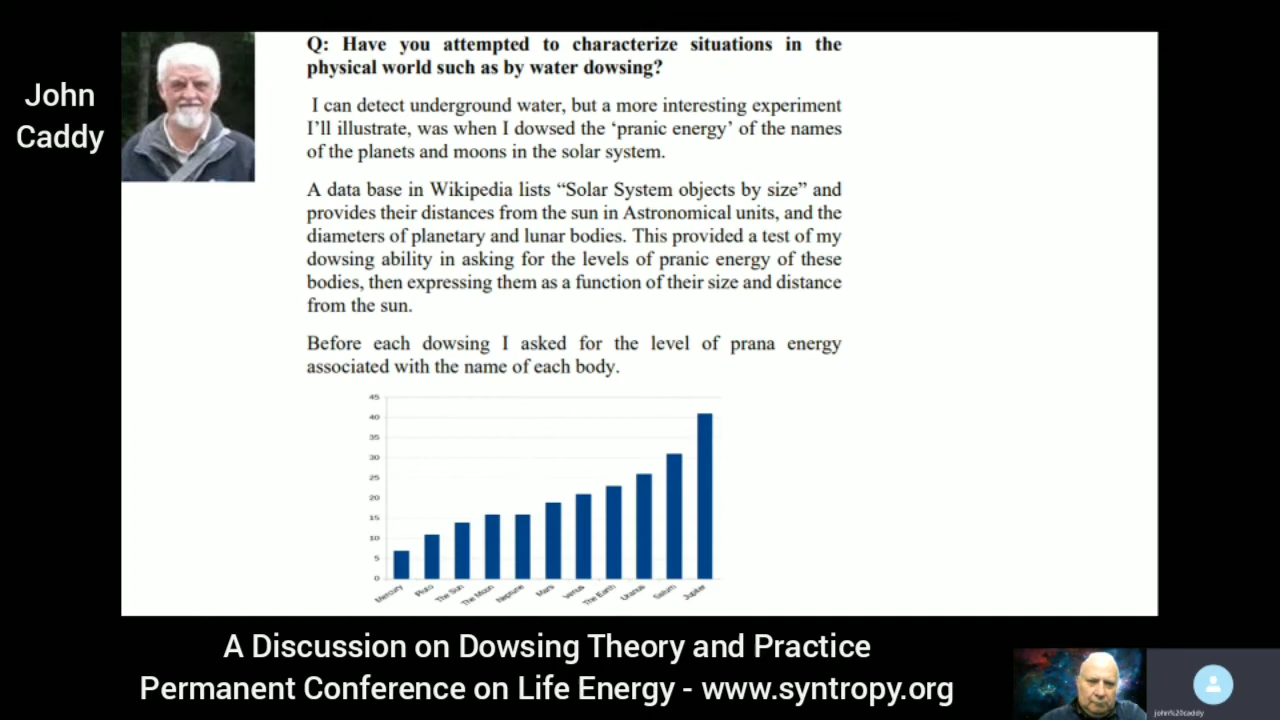 John
Caddy
Q: Have you attempted to characterize situations in the
physical world such as by water dowsing?
I can detect underground water, but a more interesting experiment
I'll illustrate, was when I dowsed the ‘pranic energy’ of the names
of the planets and moons in the solar system.
A data base in Wikipedia lists “Solar System objects by size” and
provides their distances from the sun in Astronomical units, and the
diameters of planetary and lunar bodies. This provided a test of my
dowsing ability in asking for the levels of pranic energy of these
bodies, then expressing them as a function of their size and distance
from the sun.
Before each dowsing I asked for the level of prana energy
associated with the name of each body.
45
40
35
30
25
20
15
10
5
0
Mercury
Pluto
The Sun
The Moon
Neptune
Mars
Venus
The Earth
Uranus
Saturn
Jupiter
A Discussion on Dowsing Theory and Practice
Permanent Conference on Life Energy - www.syntropy.org
john%20caddy